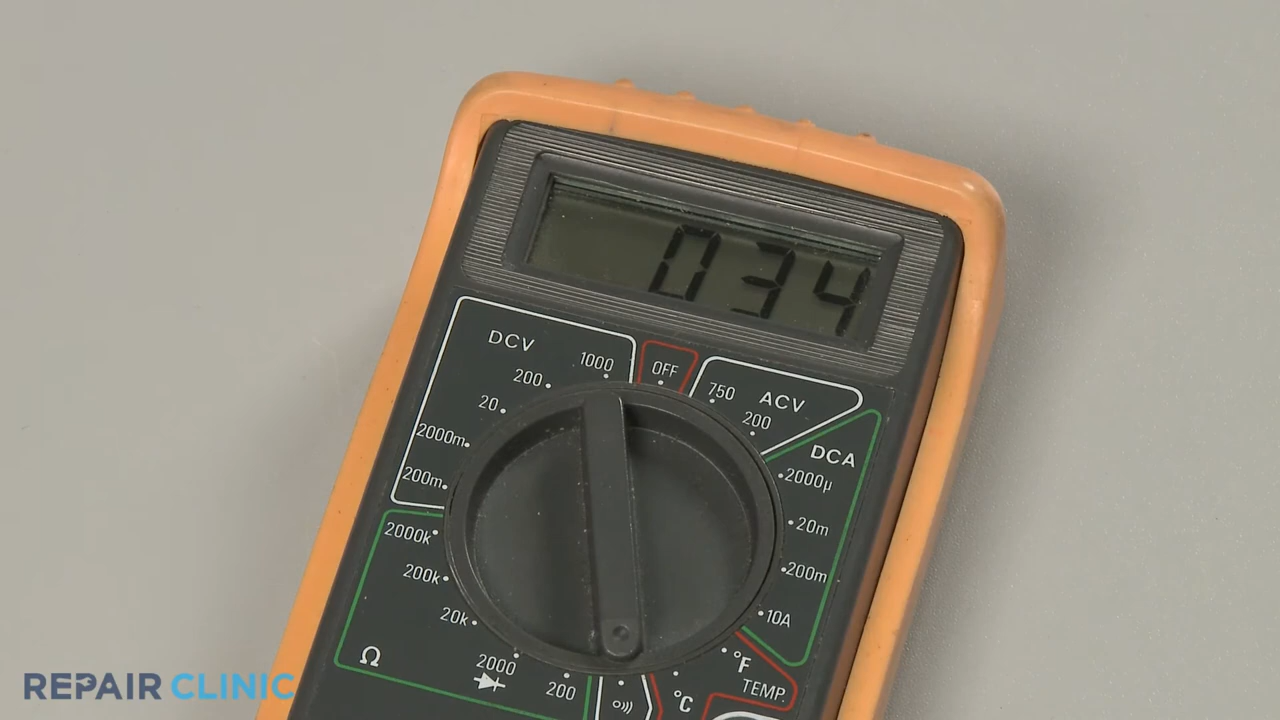 034
DCV
1000
OFF
750
ACV
200
200
20
DCA
2000m
2000µ
200m
20m
2000k
200k
200m
20k
10A
Ω
2000
200
°F
TEMP.
°C
REPAIR CLINIC